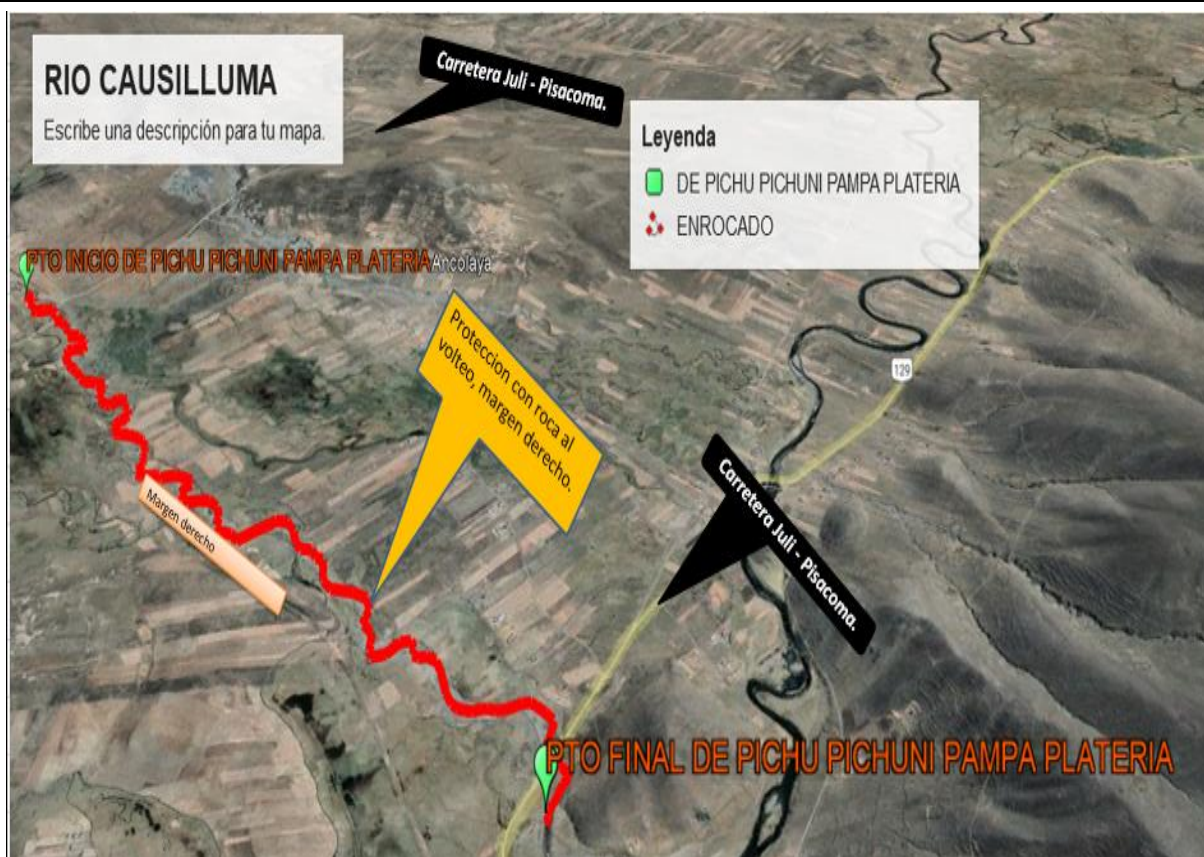 RIO CAUSILLUMA
Escribe una descripción para tu mapa.
Carretera Juli - Pisacoma.
Leyenda
DE PICHU PICHUNI PAMPA PLATERIA
ENROCADO
PTO INICIO DE PICHU PICHUNI PAMPA PLATERIA
Ancolaya
Proteccion con roca al
volteo, margen derecho.
129
Carretera Juli - Pisacoma.
Margen derecho
PTO FINAL DE PICHU PICHUNI PAMPA PLATERIA